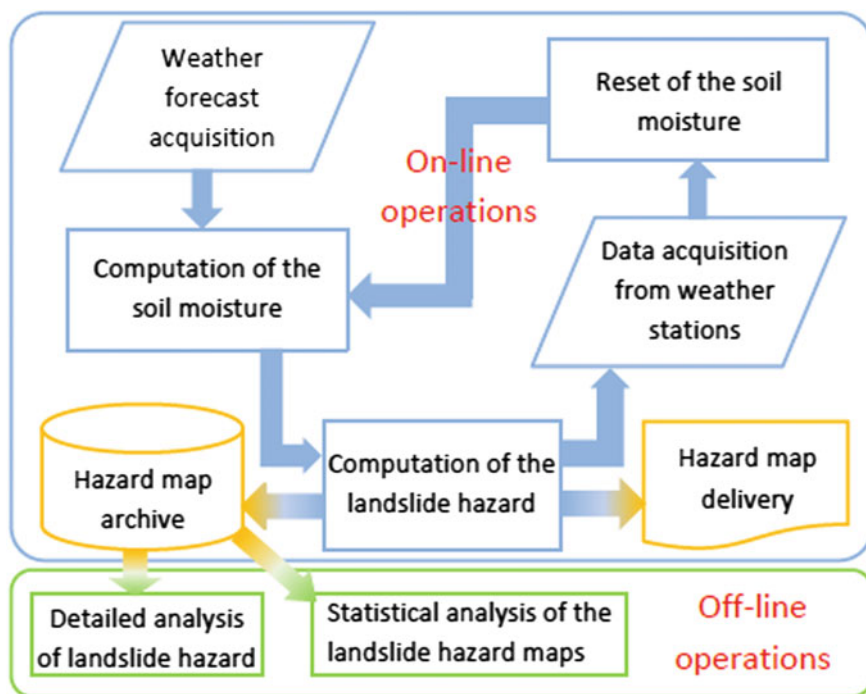 Weather
forecast
acquisition
Reset of the soil
moisture
On-line
operations
Computation of the
soil moisture
Data acquisition
from weather
stations
Hazard map
archive
Computation of the
landslide hazard
Hazard map
delivery
Detailed analysis
of landslide hazard
Statistical analysis of the
landslide hazard maps
Off-line
operations